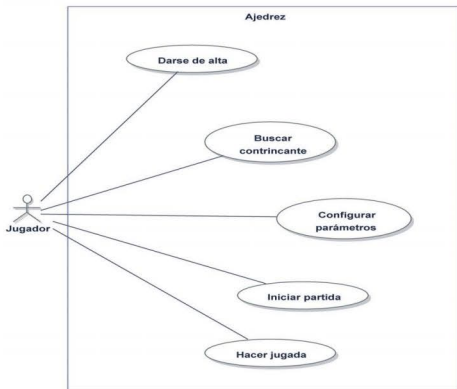 Ajedrez
Darse de alta
Buscar
contrincante
Configurar
parámetros
Jugador
Iniciar partida
Hacer jugada